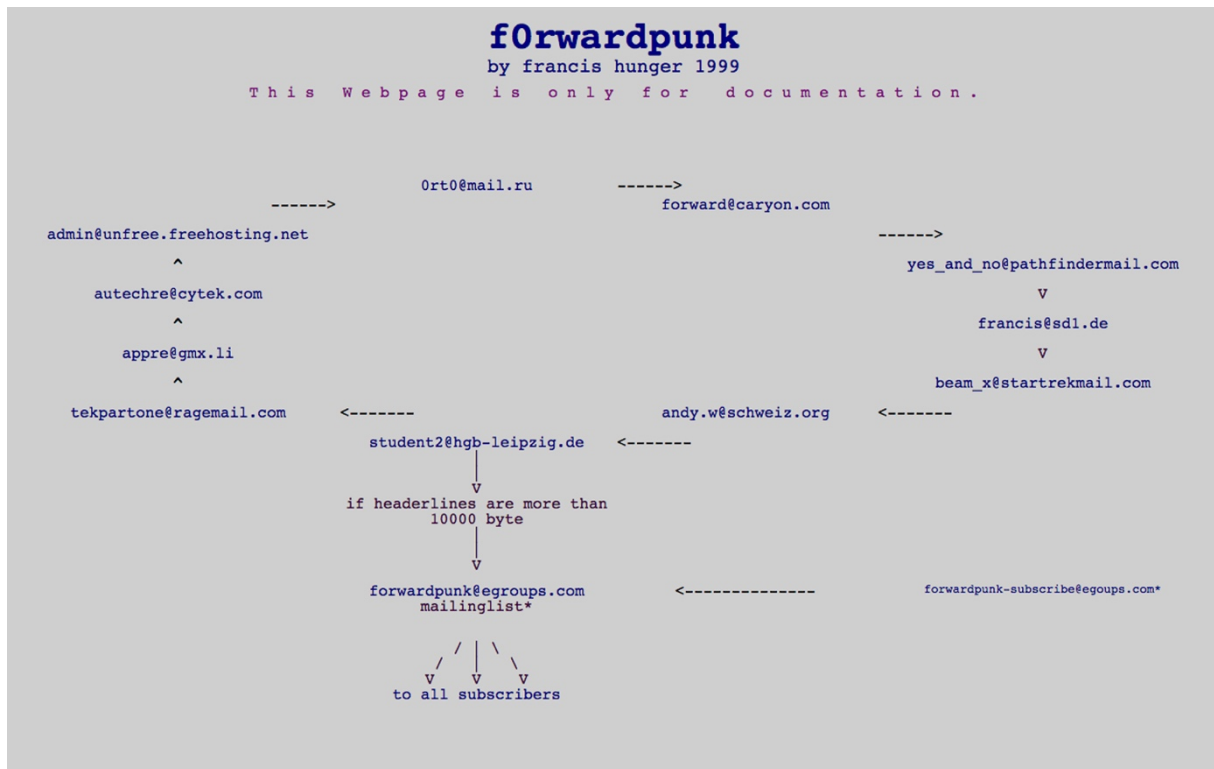 f0rwardpunk
by francis hunger 1999
This Webpage is only for documentation.
0rt0@mail.ru ------>
------> forward@caryon.com
admin@unfree.freehosting.net ------>
^ yes_and_no@pathfindermail.com
autechre@cytek.com V
^ francis@sd1.de
appre@gmx.li V
^ beam_x@startrekmail.com
tekpartone@ragemail.com <------- andy.w@schweiz.org <-------
student2@hgb-leipzig.de <-------
|
V
if headerlines are more than
10000 byte
|
V
forwardpunk@egroups.com <-------------- forwardpunk-subscribe@egoups.com*
mailinglist*
/ | \
/ | \
V V V
to all subscribers